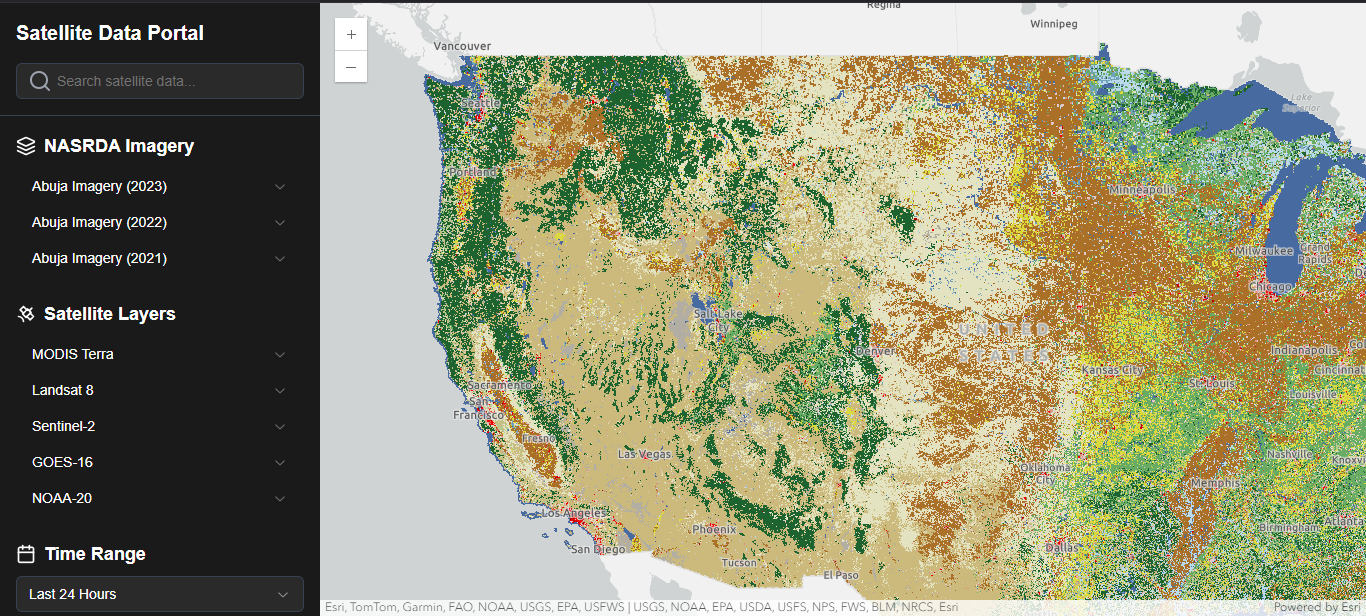 Satellite Data Portal
Search satellite data...
NASRDA Imagery
Abuja Imagery (2023)
Abuja Imagery (2022)
Abuja Imagery (2021)
Satellite Layers
MODIS Terra
Landsat 8
Sentinel-2
GOES-16
NOAA-20
Time Range
Last 24 Hours
+
−
Regina
Winnipeg
Vancouver
Lake
Superior
Seattle
Portland
Minneapolis
Milwaukee
Grand
Rapids
Chicago
Salt Lake
City
UNITED
STATES
Denver
Indianapolis
Kansas City
Cincinnat
St. Louis
Sacramento
San
Francisco
Louisville
Fresno
Las Vegas
Nashville
Knoxvi
Oklahoma
City
Memphis
Los Angeles
Phoenix
Birmingham
Atlanta
San Diego
Dallas
Tucson
El Paso
Esri, TomTom, Garmin, FAO, NOAA, USGS, EPA, USFWS | USGS, NOAA, EPA, USDA, USFS, NPS, FWS, BLM, NRCS, Esri
Powered by Esri